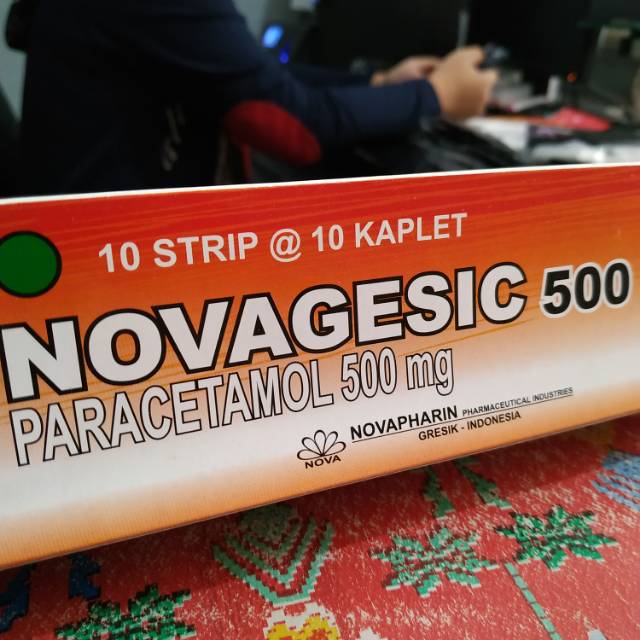 10 STRIP @ 10 KAPLET
NOVAGESIC 500
PARACETAMOL 500 mg
NOVA
NOVAPHARIN PHARMACEUTICAL INDUSTRIES
GRESIK - INDONESIA